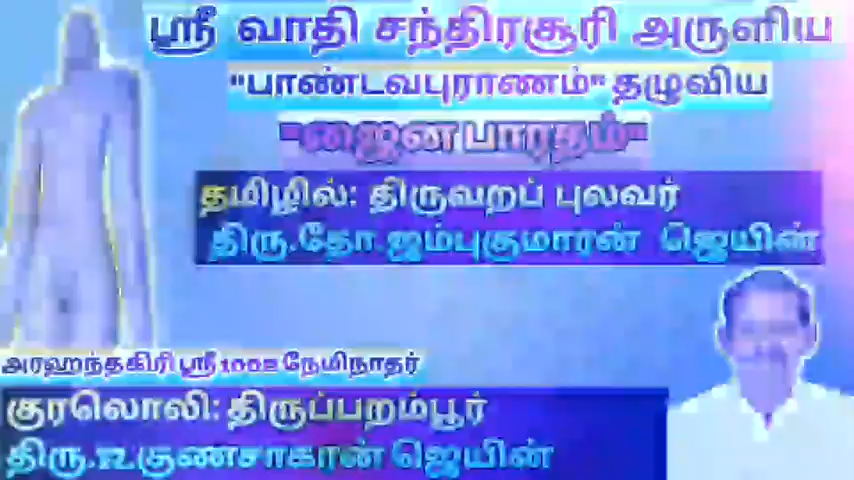 ஸ்ரீ வாதி சந்திரசூரி அருளிய
"பாண்டவபுராணம்" தழுவிய
"ஜைன பாரதம்"
தமிழில்: திருவறப் புலவர்
திரு.தோ.ஜம்புகுமாரன் ஜெயின்
அரஹந்தகிரி ஸ்ரீ 1008 நேமிநாதர்
குரலொலி: திருப்பறம்பூர்
திரு.உ.குணசாகரன் ஜெயின்